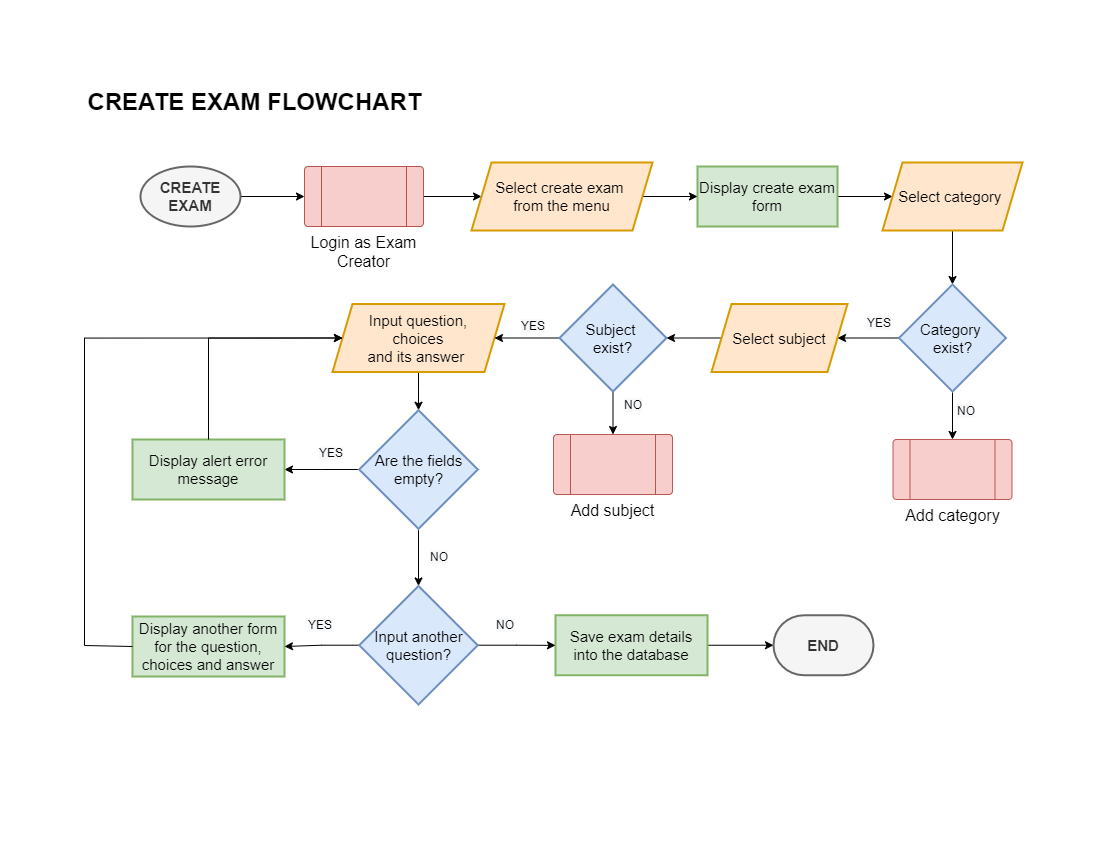 CREATE EXAM FLOWCHART
CREATE
EXAM
Login as Exam
Creator
Select create exam
from the menu
Display create exam
form
Select category
Category
exist?
YES
NO
Add category
Select subject
Subject
exist?
YES
NO
Add subject
Input question,
choices
and its answer
Are the fields
empty?
YES
Display alert error
message
NO
Input another
question?
YES
Display another form
for the question,
choices and answer
NO
Save exam details
into the database
END